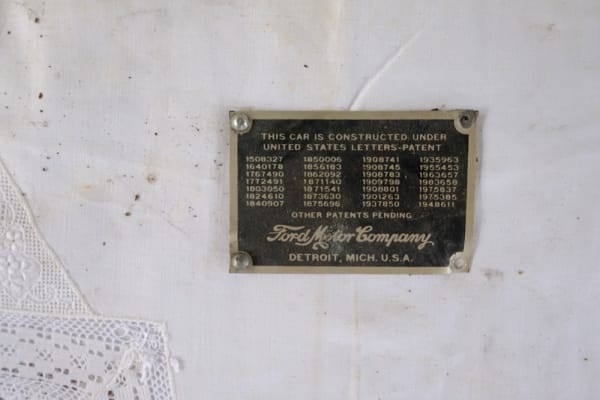 THIS CAR IS CONSTRUCTED UNDER
UNITED STATES LETTERS-PATENT
1508327 1850006 1908741 1935963
1640178 1856183 1908745 1955453
1767490 1862092 1908783 1963657
1772491 1871140 1909798 1983658
1803050 1871541 1908801 1975837
1824610 1873630 1901263 1975385
1840907 1875696 1937850 1948611
OTHER PATENTS PENDING
Ford Motor Company
DETROIT, MICH. U.S.A.